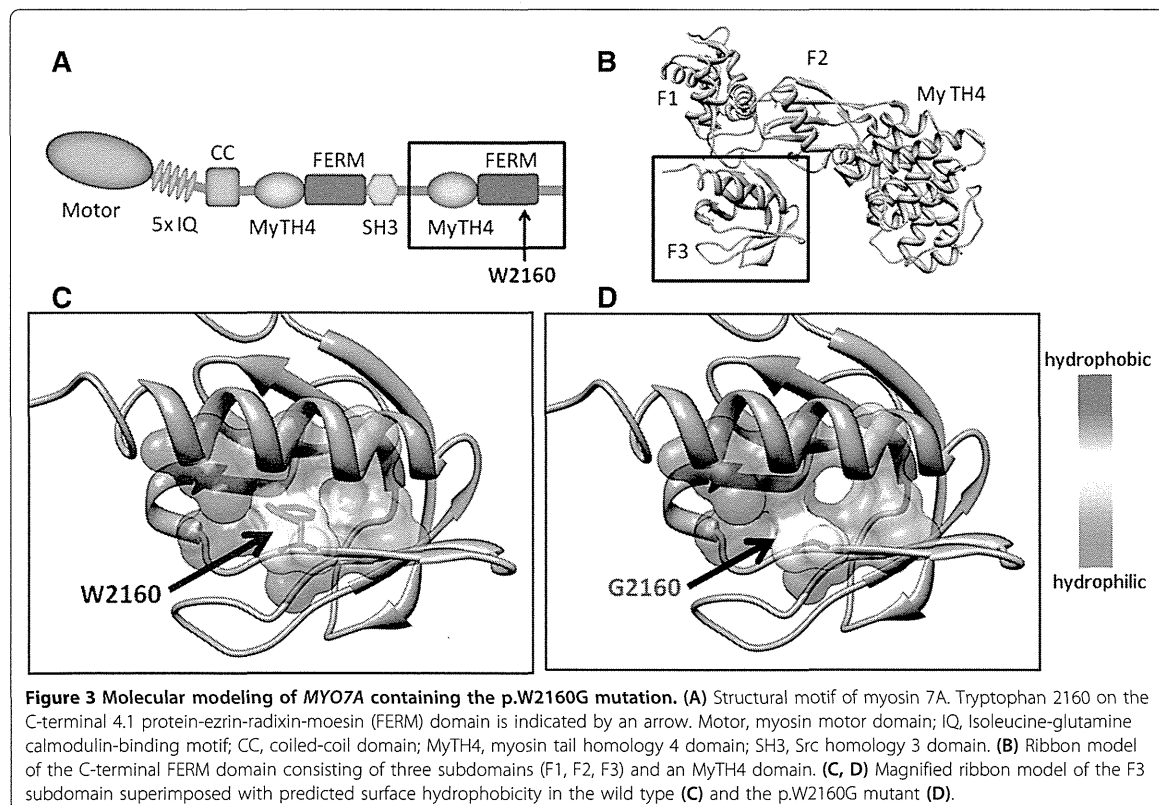 A
Motor
5x IQ
CC
MyTH4
FERM
SH3
MyTH4
FERM
W2160
B
F1
F2
My TH4
F3
C
W2160
D
G2160
hydrophobic
hydrophilic
Figure 3 Molecular modeling of MYO7A containing the p.W2160G mutation. (A) Structural motif of myosin 7A. Tryptophan 2160 on the
C-terminal 4.1 protein-ezrin-radixin-moesin (FERM) domain is indicated by an arrow. Motor, myosin motor domain; IQ, Isoleucine-glutamine
calmodulin-binding motif; CC, coiled-coil domain; MyTH4, myosin tail homology 4 domain; SH3, Src homology 3 domain. (B) Ribbon model
of the C-terminal FERM domain consisting of three subdomains (F1, F2, F3) and an MyTH4 domain. (C, D) Magnified ribbon model of the F3
subdomain superimposed with predicted surface hydrophobicity in the wild type (C) and the p.W2160G mutant (D).